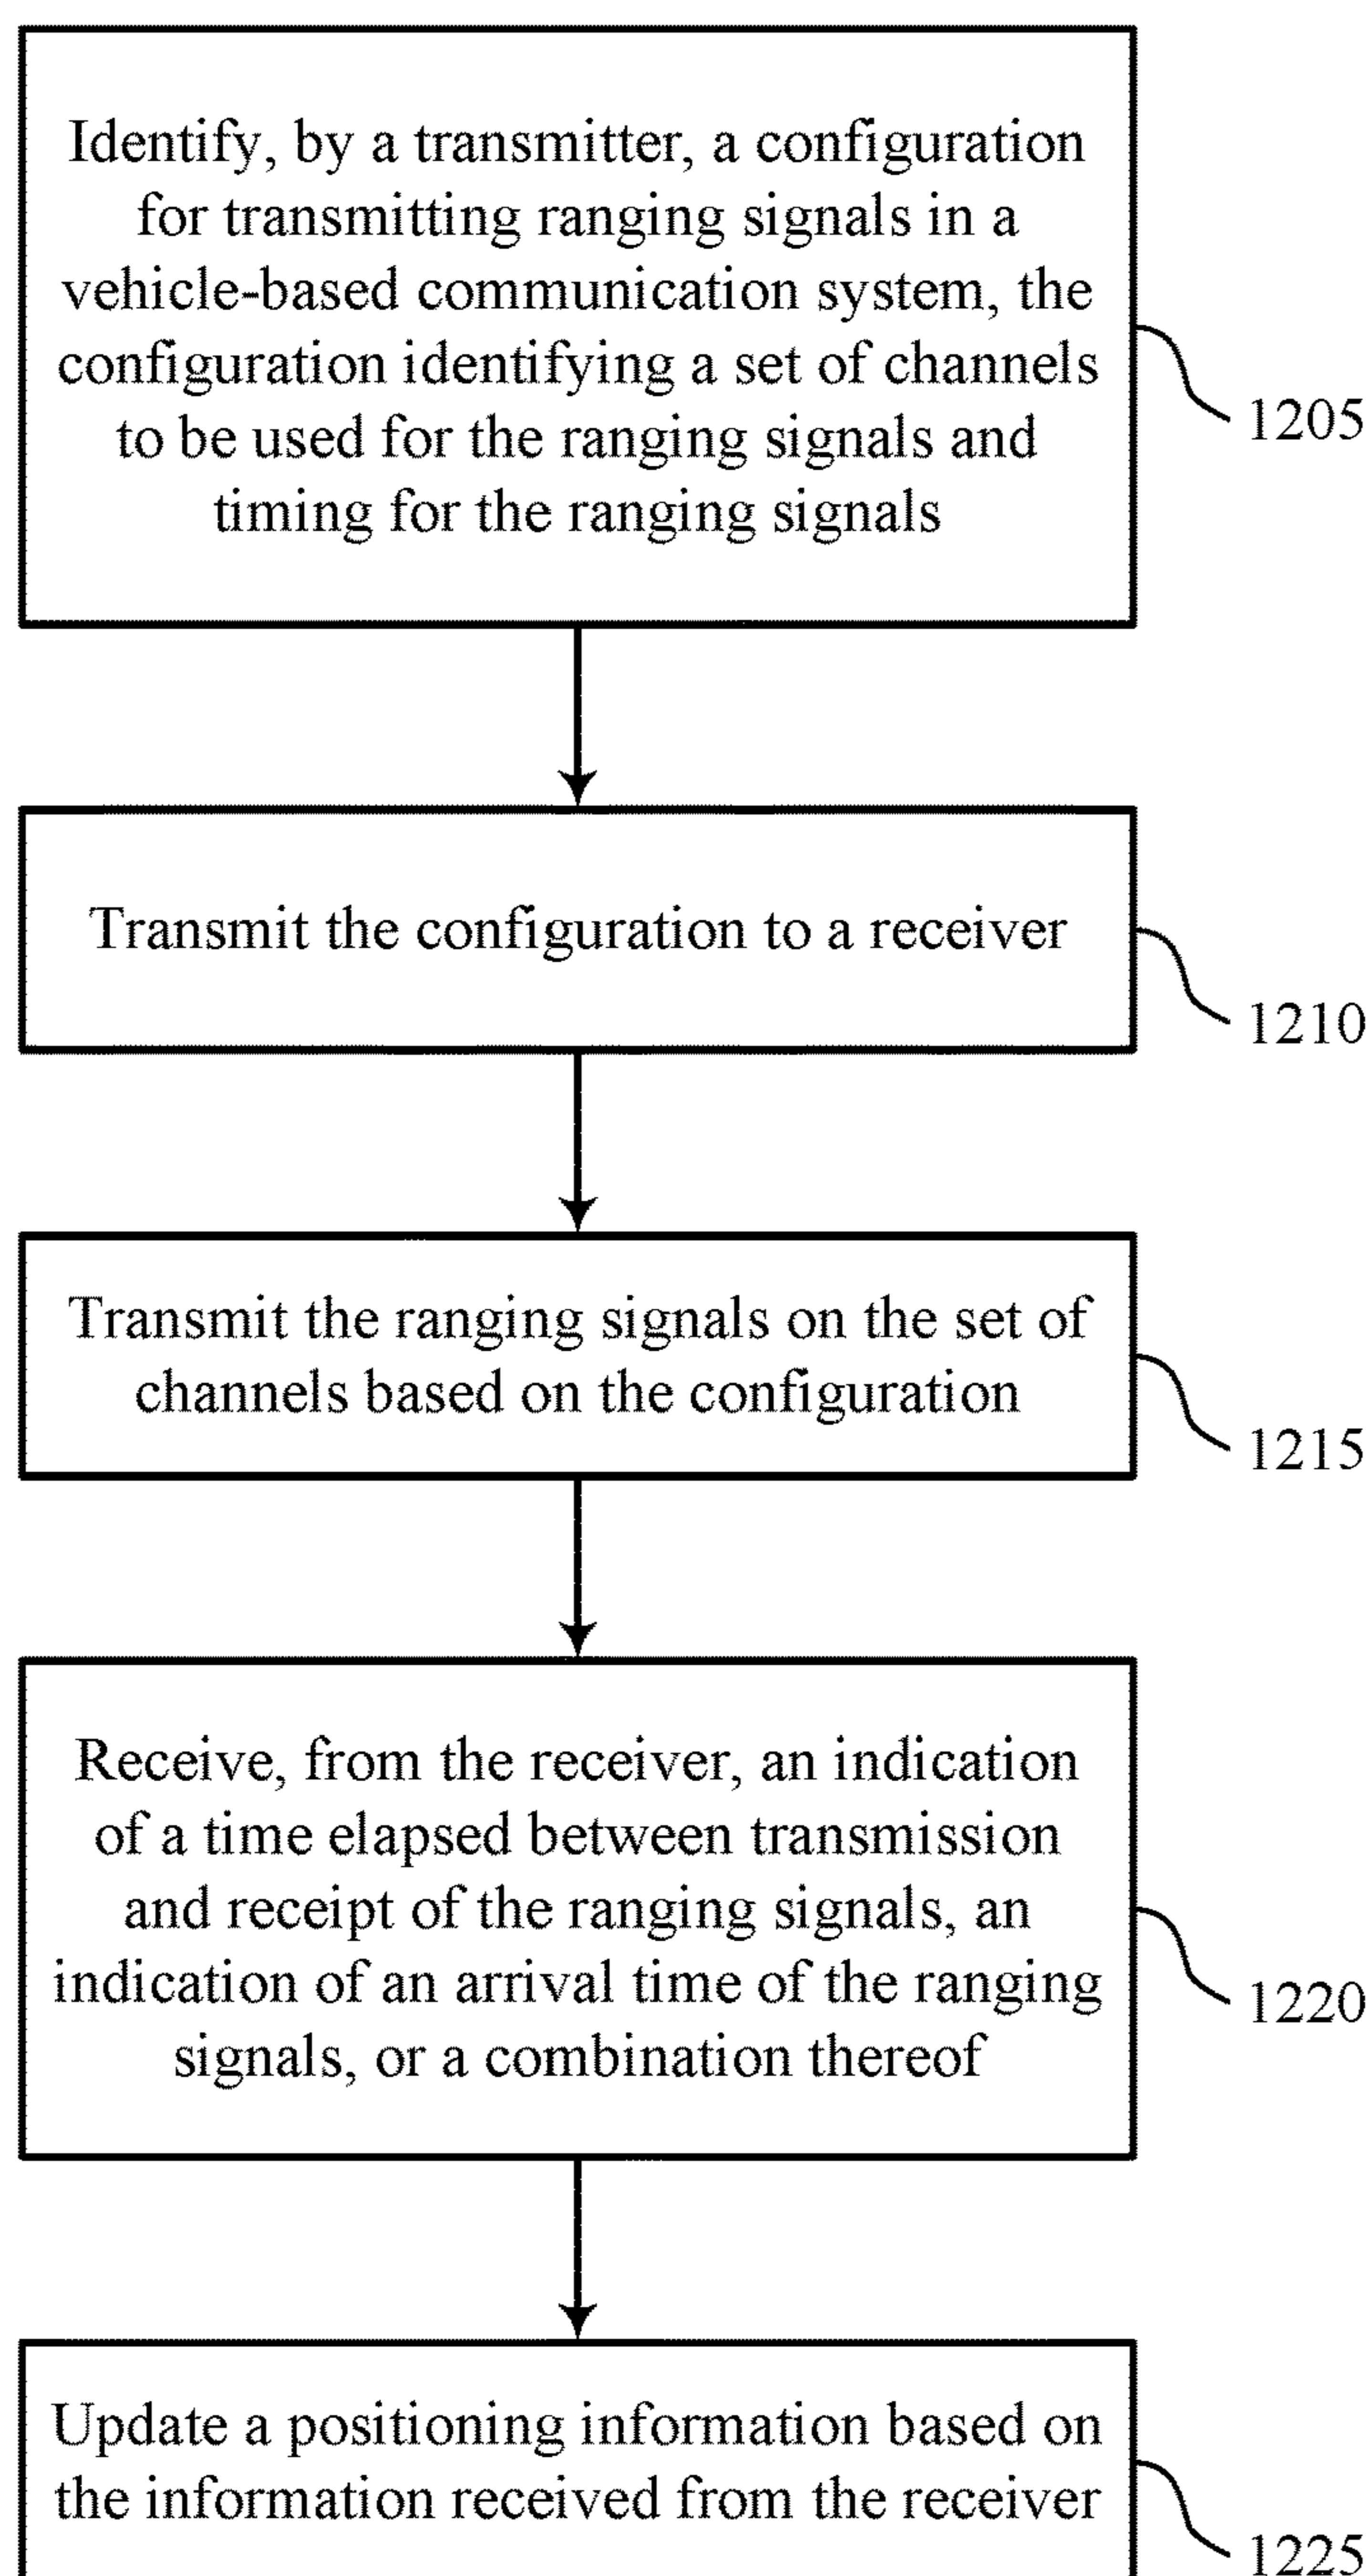 Identify, by a transmitter, a configuration
for transmitting ranging signals in a
vehicle-based communication system, the
configuration identifying a set of channels
to be used for the ranging signals and
timing for the ranging signals
1205
Transmit the configuration to a receiver
1210
Transmit the ranging signals on the set of
channels based on the configuration
1215
Receive, from the receiver, an indication
of a time elapsed between transmission
and receipt of the ranging signals, an
indication of an arrival time of the ranging
signals, or a combination thereof
1220
Update a positioning information based on
the information received from the receiver
1225